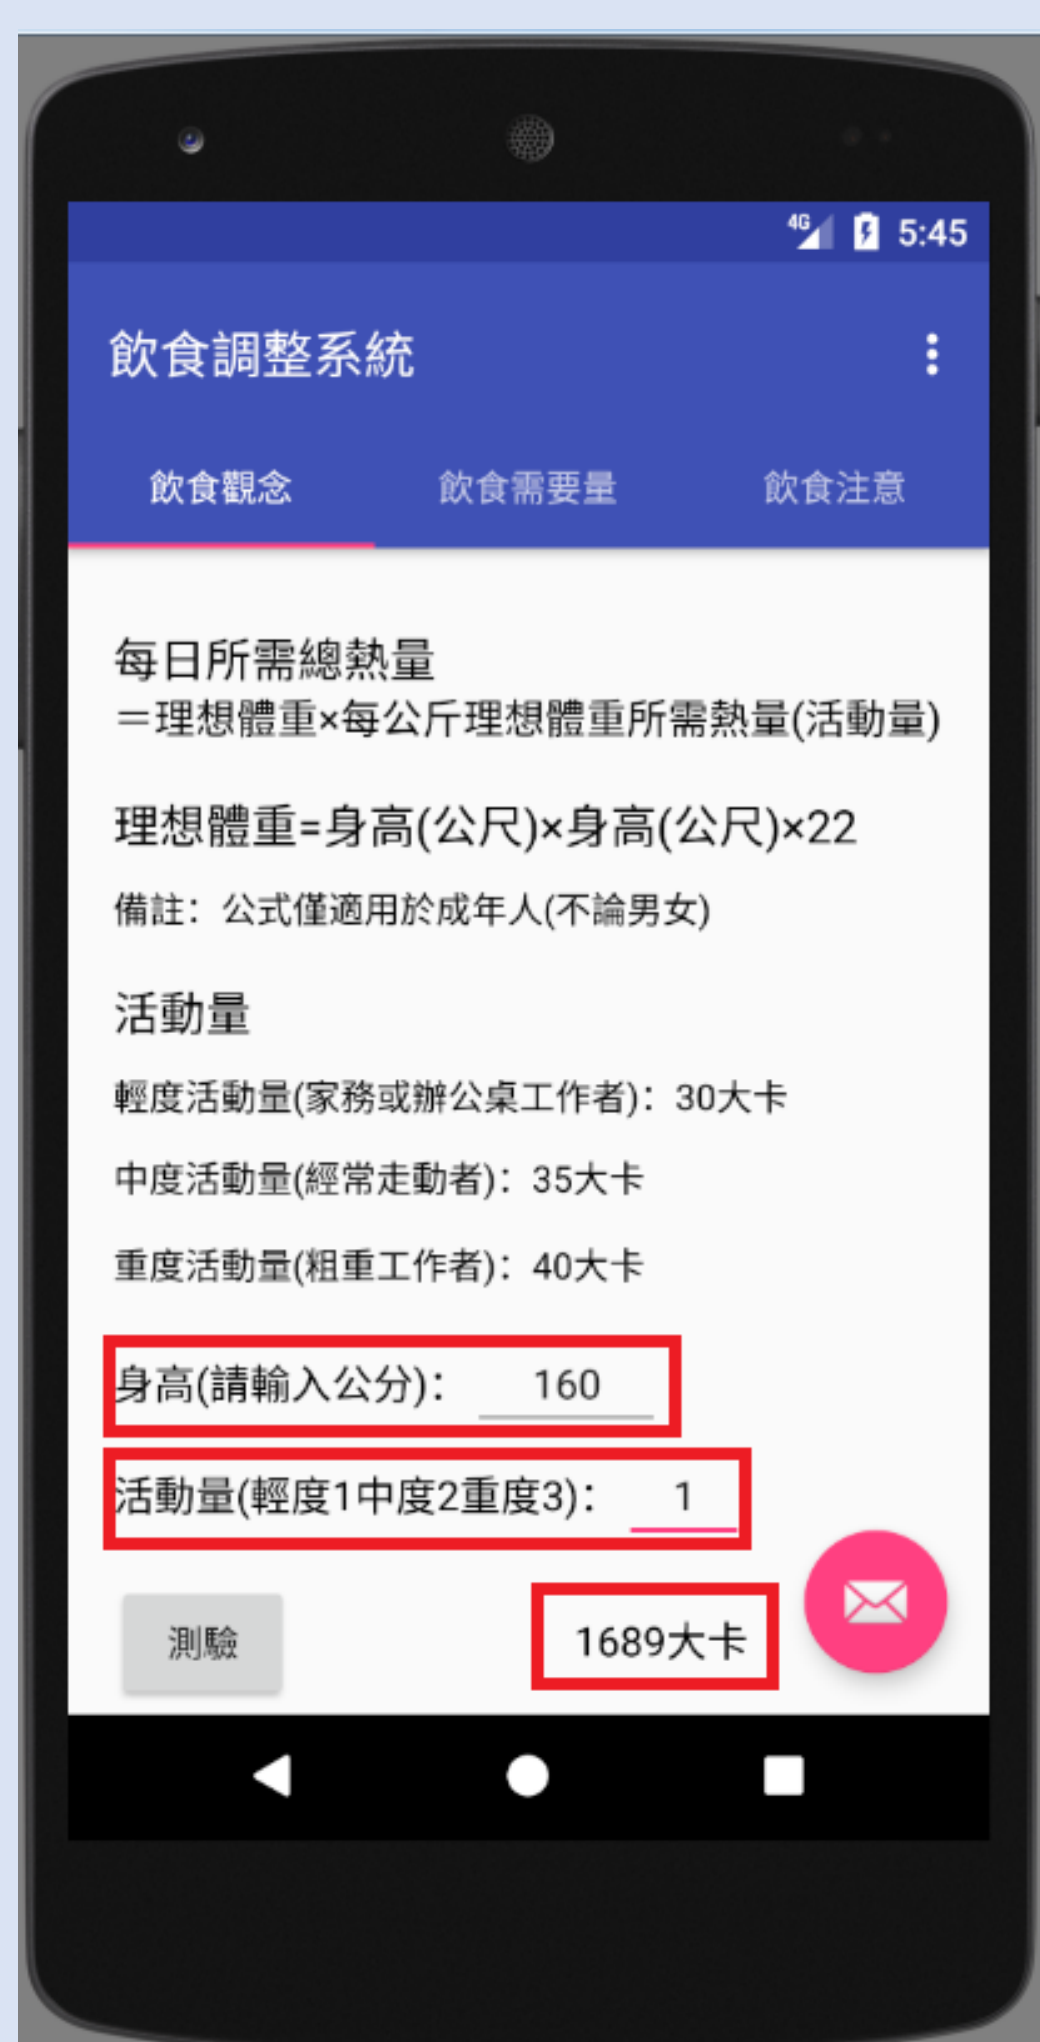 4G 5:45
飲食調整系統
飲食觀念 飲食需要量 飲食注意
每日所需總熱量
＝理想體重×每公斤理想體重所需熱量(活動量)
理想體重=身高(公尺)×身高(公尺)×22
備註：公式僅適用於成年人(不論男女)
活動量
輕度活動量(家務或辦公桌工作者)：30大卡
中度活動量(經常走動者)：35大卡
重度活動量(粗重工作者)：40大卡
身高(請輸入公分)： 160
活動量(輕度1中度2重度3)： 1
測驗 1689大卡